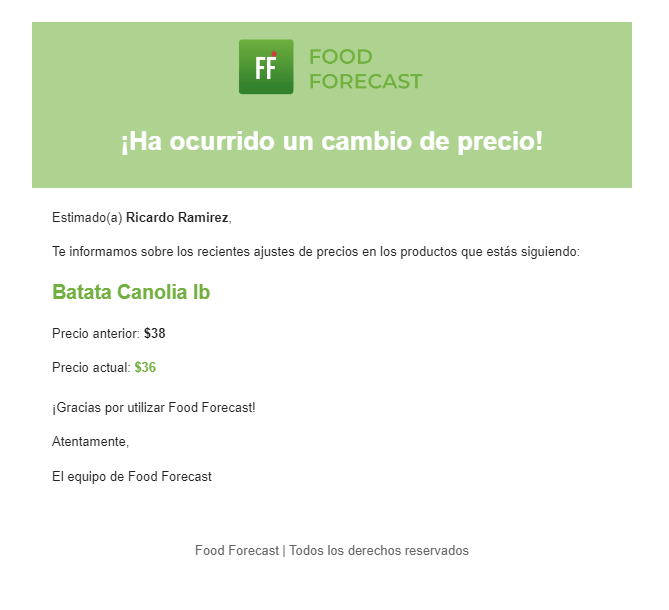 FF
FOOD
FORECAST
¡Ha ocurrido un cambio de precio!
Estimado(a) Ricardo Ramirez,
Te informamos sobre los recientes ajustes de precios en los productos que estás siguiendo:
Batata Canolia lb
Precio anterior: $38
Precio actual: $36
¡Gracias por utilizar Food Forecast!
Atentamente,
El equipo de Food Forecast
Food Forecast | Todos los derechos reservados